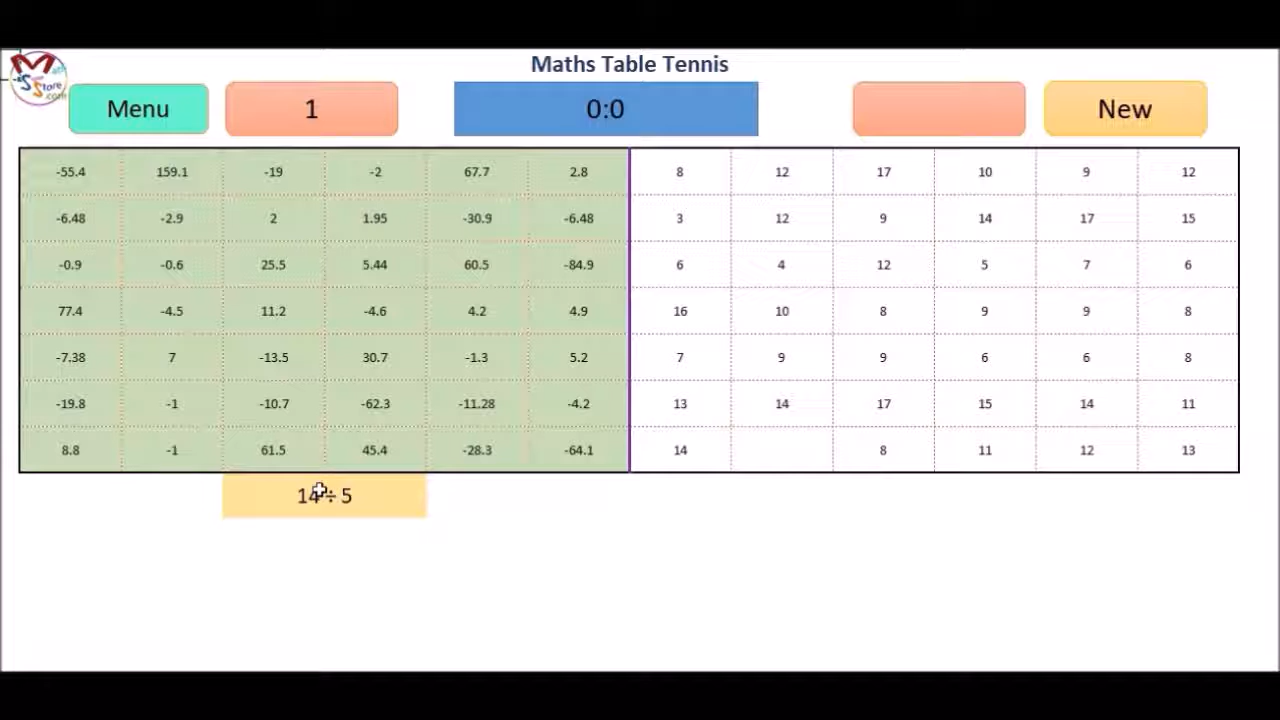 Maths Table Tennis
Math
S Store
.com
Menu 1 0:0 New
-55.4 159.1 -19 -2 67.7 2.8 8 12 17 10 9 12
-6.48 -2.9 2 1.95 -30.9 -6.48 3 12 9 14 17 15
-0.9 -0.6 25.5 5.44 60.5 -84.9 6 4 12 5 7 6
77.4 -4.5 11.2 -4.6 4.2 4.9 16 10 8 9 9 8
-7.38 7 -13.5 30.7 -1.3 5.2 7 9 9 6 6 8
-19.8 -1 -10.7 -62.3 -11.28 -4.2 13 14 17 15 14 11
8.8 -1 61.5 45.4 -28.3 -64.1 14 8 11 12 13
14 ÷ 5